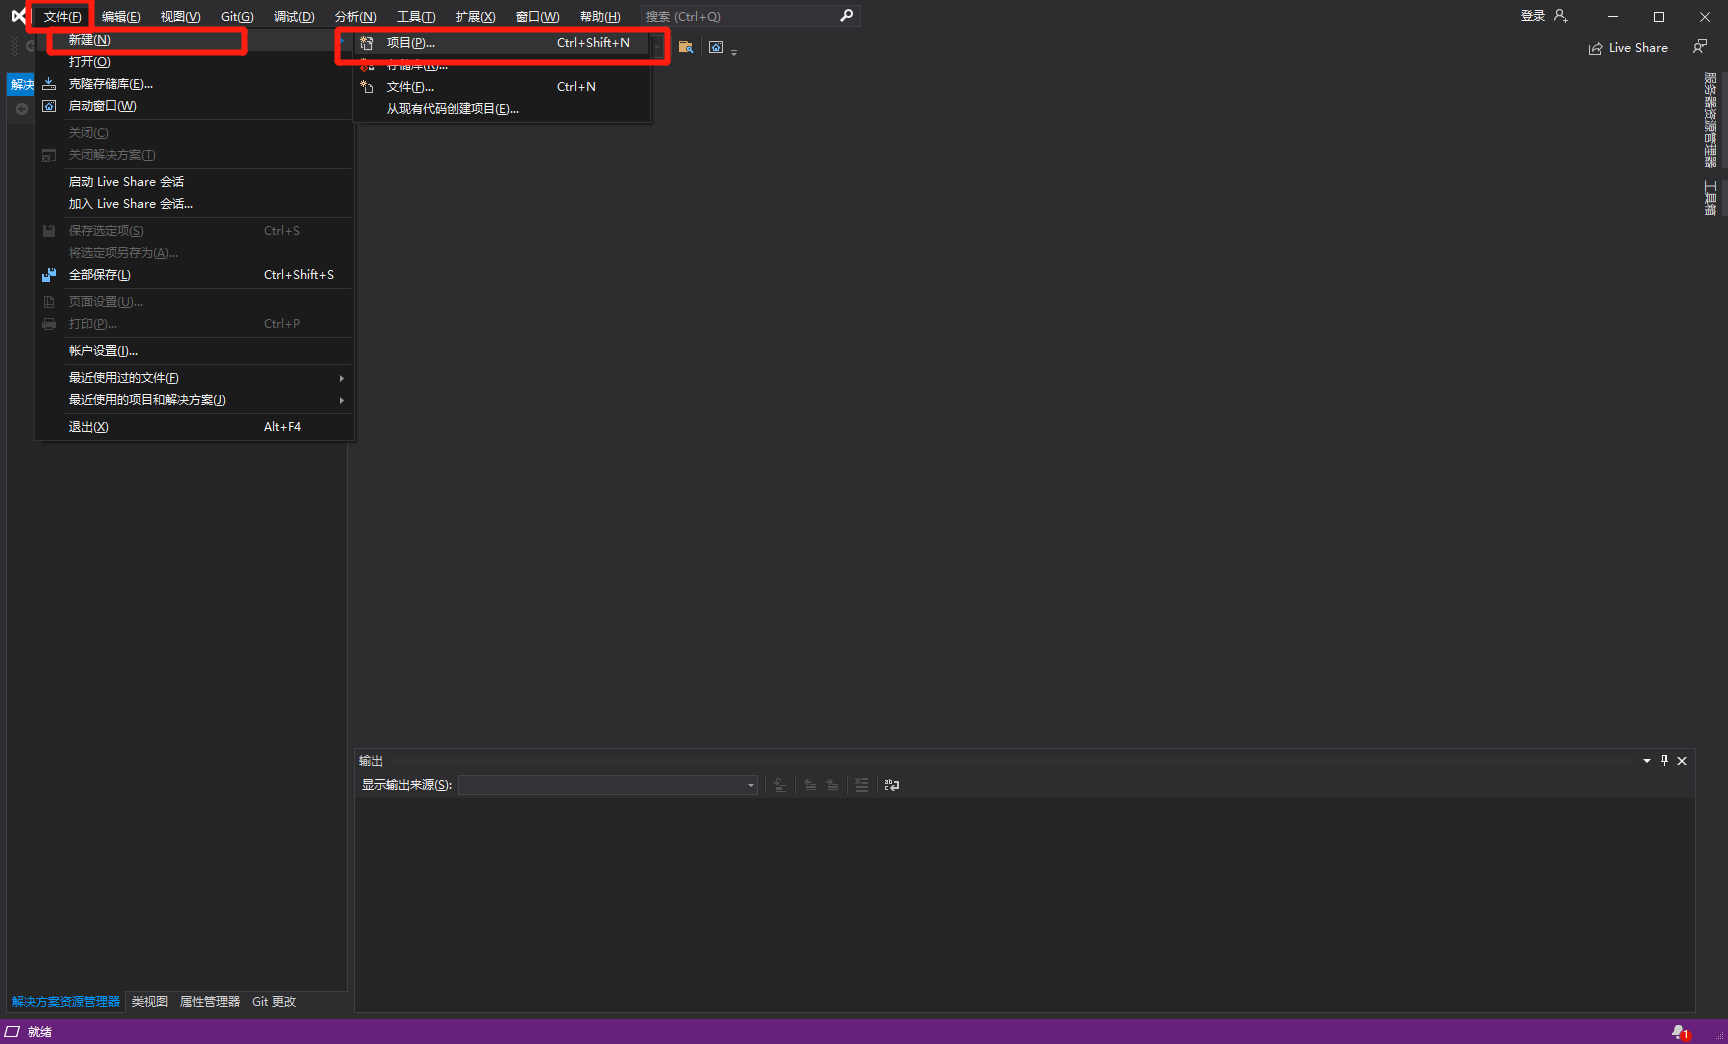 文件(F) 编辑(E) 视图(V) Git(G) 调试(D) 分析(N) 工具(T) 扩展(X) 窗口(W) 帮助(H) 搜索 (Ctrl+Q) 登录
Live Share
新建(N)
打开(O)
克隆存储库(E)...
启动窗口(W)
关闭(C)
关闭解决方案(T)
启动 Live Share 会话
加入 Live Share 会话...
保存选定项(S) Ctrl+S
将选定项另存为(A)...
全部保存(L) Ctrl+Shift+S
页面设置(U)...
打印(P)... Ctrl+P
帐户设置(I)...
最近使用过的文件(F)
最近使用的项目和解决方案(J)
退出(X) Alt+F4
项目(P)... Ctrl+Shift+N
存储库(R)...
文件(F)... Ctrl+N
从现有代码创建项目(E)...
解决
服务器资源管理器
工具箱
输出
显示输出来源(S):
解决方案资源管理器 类视图 属性管理器 Git 更改
就绪 1